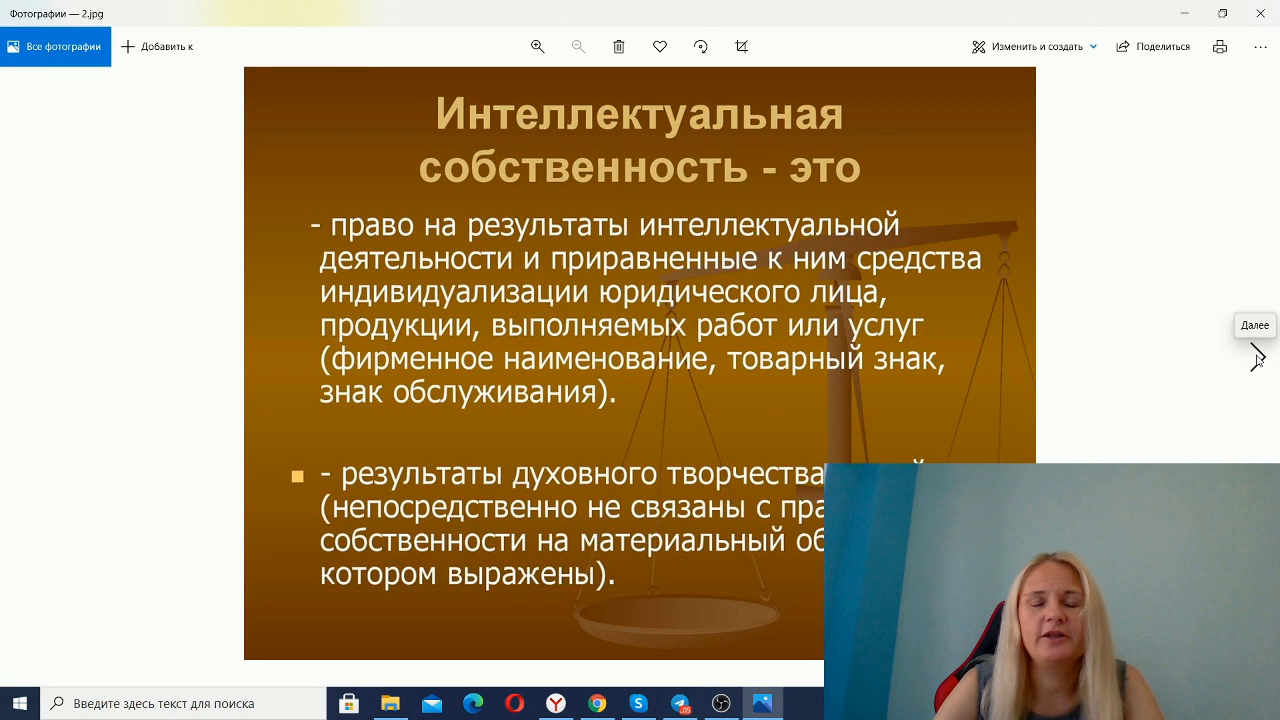 Фотографии — 2.jpg
Все фотографии
Добавить к
Изменить и создать
Поделиться
Интеллектуальная
собственность - это
- право на результаты интеллектуальной
деятельности и приравненные к ним средства
индивидуализации юридического лица,
продукции, выполняемых работ или услуг
(фирменное наименование, товарный знак,
знак обслуживания).
Далее
- результаты духовного творчества
(непосредственно не связаны с
собственности на материальный
котором выражены).
Введите здесь текст для поиска